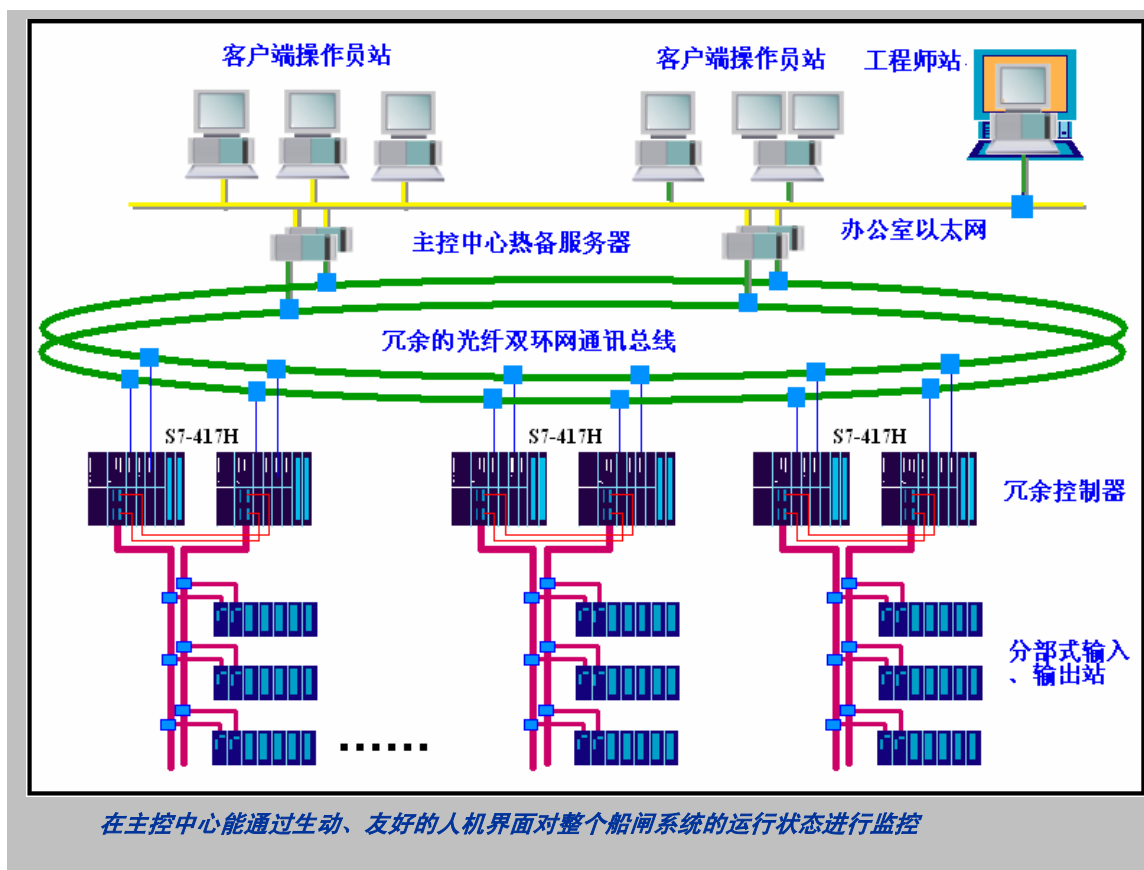 客户端操作员站
客户端操作员站
工程师站
办公室以太网
主控中心热备服务器
冗余的光纤双环网通讯总线
S7-417H
S7-417H
S7-417H
冗余控制器
分部式输入
、输出站
......
在主控中心能通过生动、友好的人机界面对整个船闸系统的运行状态进行监控